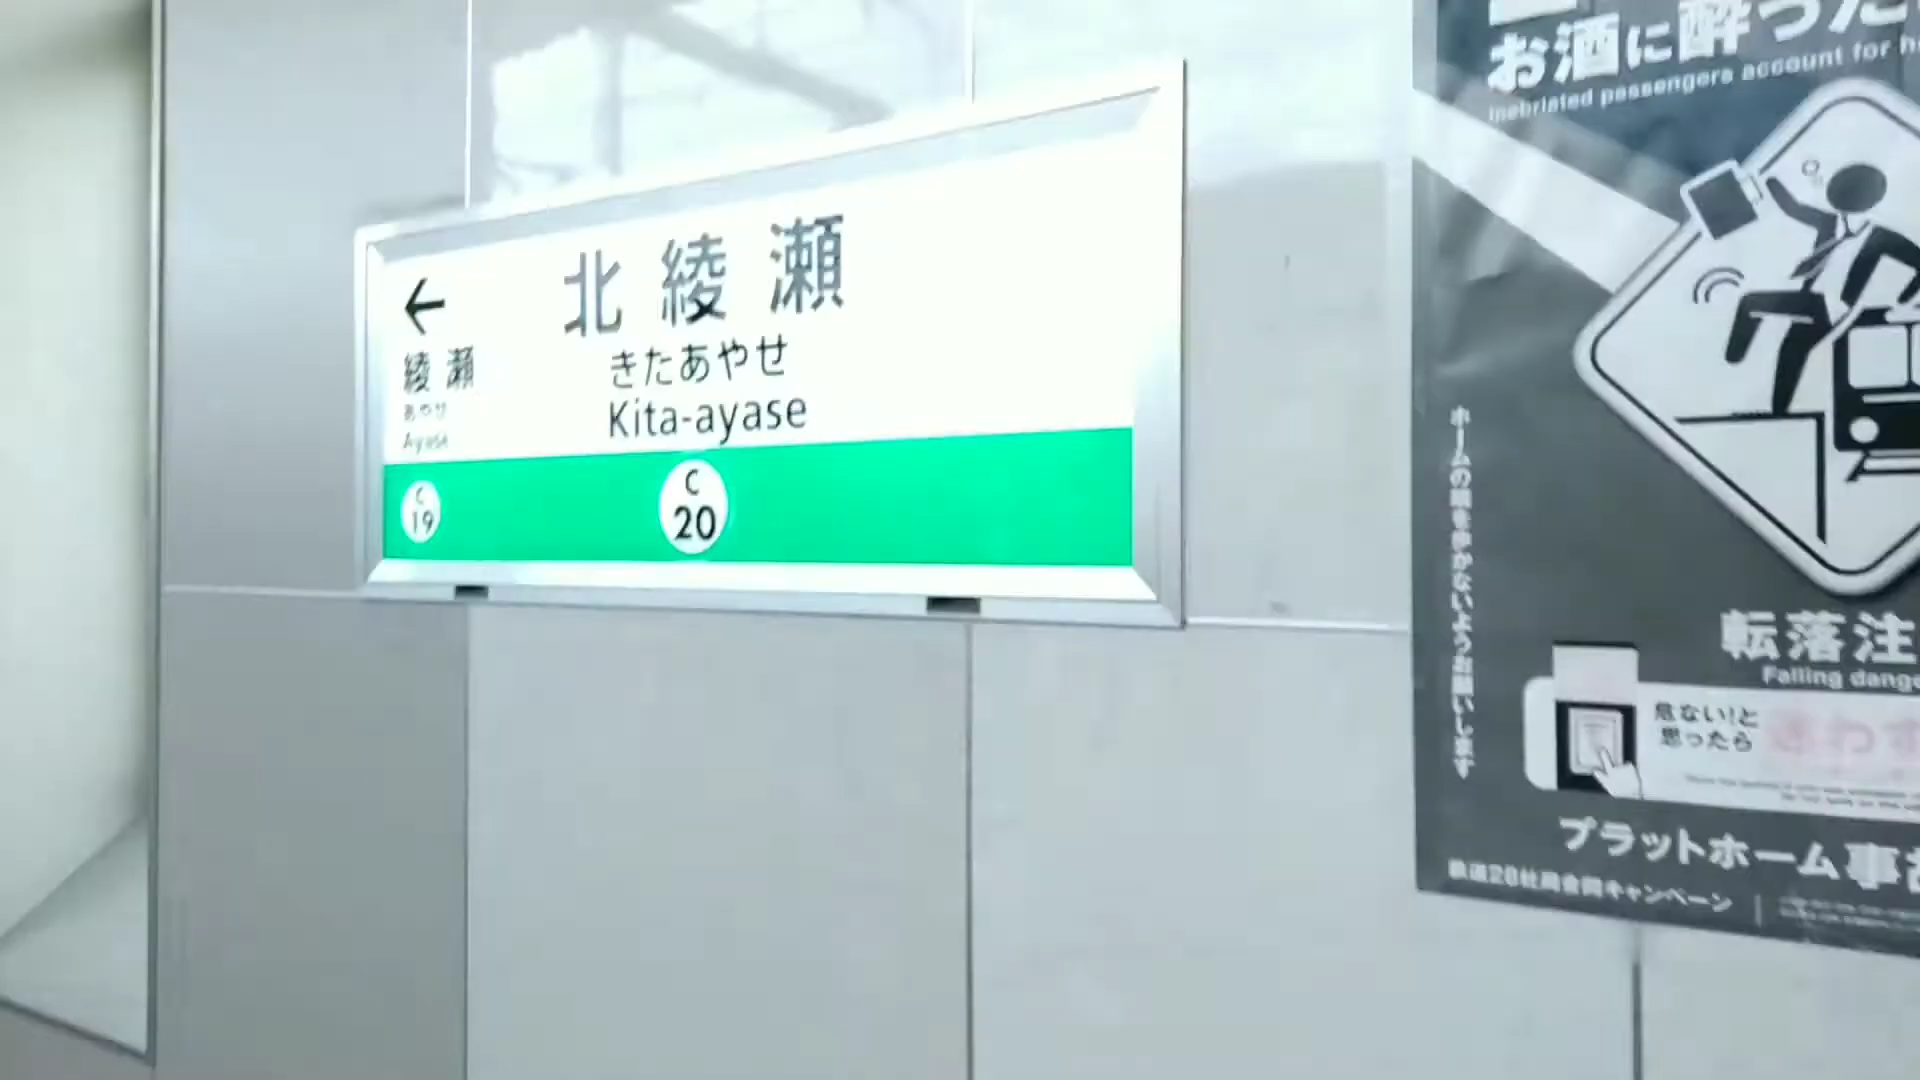 北綾瀬
きたあやせ
Kita-ayase
←
綾瀬
あやせ
Ayase
C
19
C
20
お酒に酔った
Inebriated passengers account for
ホームの端を歩かないようお願いします
転落注
Falling dange
危ない!と
思ったら
迷わず
プラットホーム事故
鉄道28社局合同キャンペーン